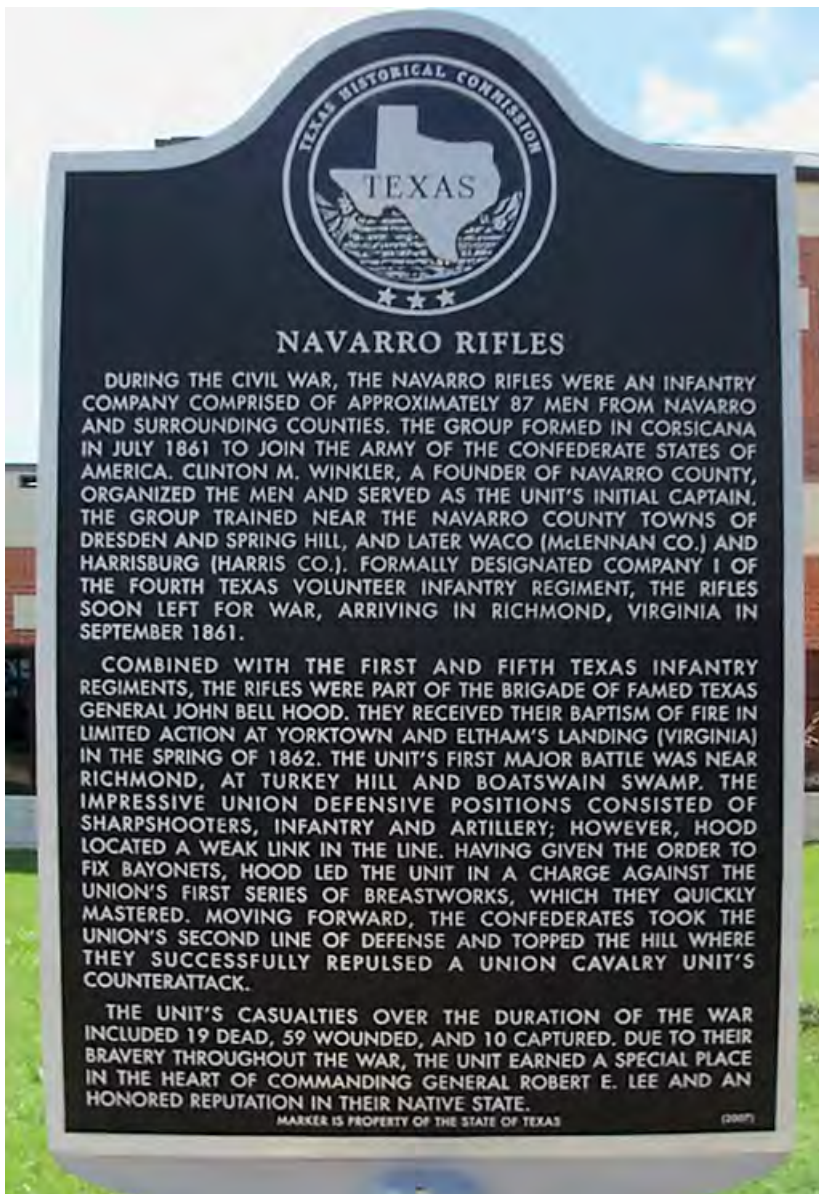 TEXAS HISTORICAL COMMISSION
TEXAS
NAVARRO RIFLES
DURING THE CIVIL WAR, THE NAVARRO RIFLES WERE AN INFANTRY
COMPANY COMPRISED OF APPROXIMATELY 87 MEN FROM NAVARRO
AND SURROUNDING COUNTIES. THE GROUP FORMED IN CORSICANA
IN JULY 1861 TO JOIN THE ARMY OF THE CONFEDERATE STATES OF
AMERICA. CLINTON M. WINKLER, A FOUNDER OF NAVARRO COUNTY,
ORGANIZED THE MEN AND SERVED AS THE UNIT'S INITIAL CAPTAIN.
THE GROUP TRAINED NEAR THE NAVARRO COUNTY TOWNS OF
DRESDEN AND SPRING HILL, AND LATER WACO (McLENNAN CO.) AND
HARRISBURG (HARRIS CO.). FORMALLY DESIGNATED COMPANY I OF
THE FOURTH TEXAS VOLUNTEER INFANTRY REGIMENT, THE RIFLES
SOON LEFT FOR WAR, ARRIVING IN RICHMOND, VIRGINIA IN
SEPTEMBER 1861.
COMBINED WITH THE FIRST AND FIFTH TEXAS INFANTRY
REGIMENTS, THE RIFLES WERE PART OF THE BRIGADE OF FAMED TEXAS
GENERAL JOHN BELL HOOD. THEY RECEIVED THEIR BAPTISM OF FIRE IN
LIMITED ACTION AT YORKTOWN AND ELTHAM'S LANDING (VIRGINIA)
IN THE SPRING OF 1862. THE UNIT'S FIRST MAJOR BATTLE WAS NEAR
RICHMOND, AT TURKEY HILL AND BOATSWAIN SWAMP. THE
IMPRESSIVE UNION DEFENSIVE POSITIONS CONSISTED OF
SHARPSHOOTERS, INFANTRY AND ARTILLERY; HOWEVER, HOOD
LOCATED A WEAK LINK IN THE LINE. HAVING GIVEN THE ORDER TO
FIX BAYONETS, HOOD LED THE UNIT IN A CHARGE AGAINST THE
UNION'S FIRST SERIES OF BREASTWORKS, WHICH THEY QUICKLY
MASTERED. MOVING FORWARD, THE CONFEDERATES TOOK THE
UNION'S SECOND LINE OF DEFENSE AND TOPPED THE HILL WHERE
THEY SUCCESSFULLY REPULSED A UNION CAVALRY UNIT'S
COUNTERATTACK.
THE UNIT'S CASUALTIES OVER THE DURATION OF THE WAR
INCLUDED 19 DEAD, 59 WOUNDED, AND 10 CAPTURED. DUE TO THEIR
BRAVERY THROUGHOUT THE WAR, THE UNIT EARNED A SPECIAL PLACE
IN THE HEART OF COMMANDING GENERAL ROBERT E. LEE AND AN
HONORED REPUTATION IN THEIR NATIVE STATE.
MARKER IS PROPERTY OF THE STATE OF TEXAS (2007)